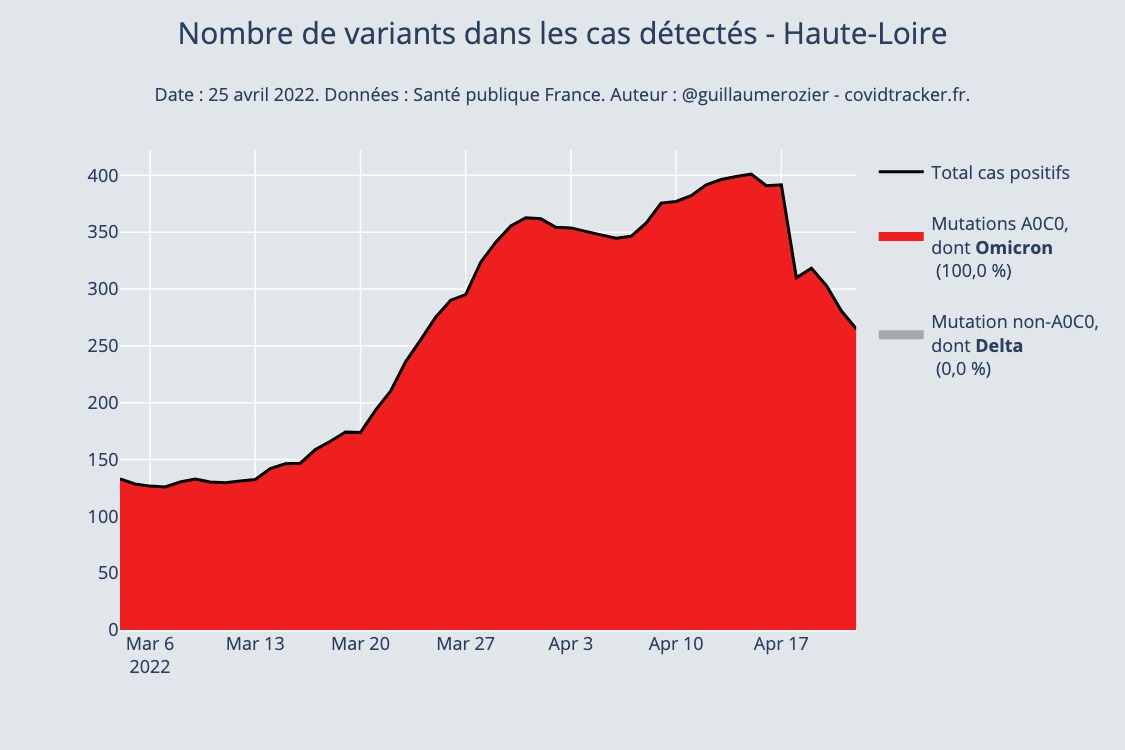 Nombre de variants dans les cas détectés - Haute-Loire
Date : 25 avril 2022. Données : Santé publique France. Auteur : @guillaumerozier - covidtracker.fr.
400
350
300
250
200
150
100
50
0
Mar 6
2022
Mar 13
Mar 20
Mar 27
Apr 3
Apr 10
Apr 17
Total cas positifs
Mutations A0C0,
dont Omicron
(100,0 %)
Mutation non-A0C0,
dont Delta
(0,0 %)